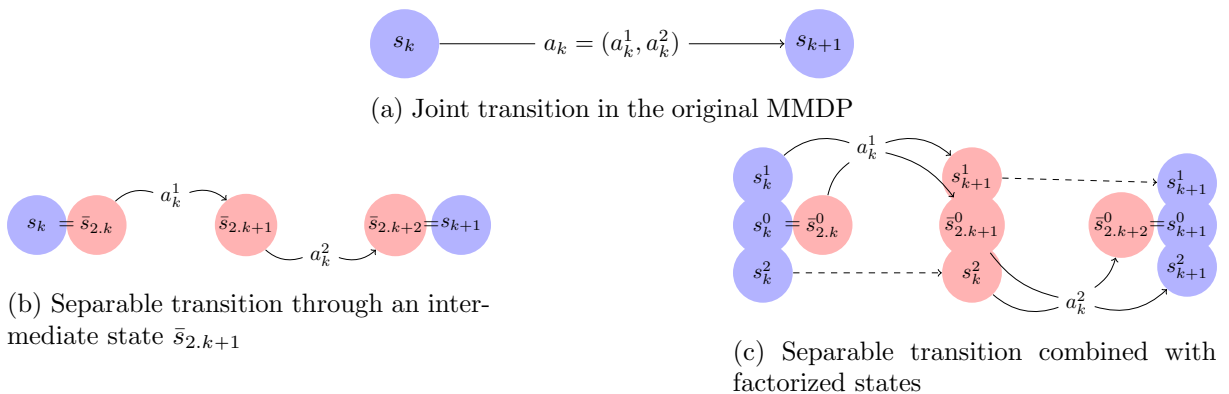 s_k a_k = (a_k^1, a_k^2) s_{k+1}
(a) Joint transition in the original MMDP
a_k^1
s_k = s̄_{2.k} s̄_{2.k+1} s̄_{2.k+2} = s_{k+1}
a_k^2
(b) Separable transition through an inter-
mediate state s̄_{2.k+1}
a_k^1
s_k^1 s_{k+1}^1 s_{k+1}^1
s_k^0 = s̄_{2.k}^0 s̄_{2.k+1}^0 s̄_{2.k+2}^0 = s_{k+1}^0
s_k^2 s_k^2 s_{k+1}^2
a_k^2
(c) Separable transition combined with
factorized states